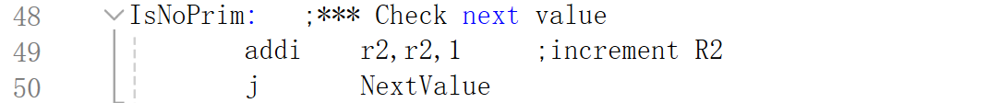 48 IsNoPrim: ;*** Check next value
49 addi r2,r2,1 ;increment R2
50 j NextValue